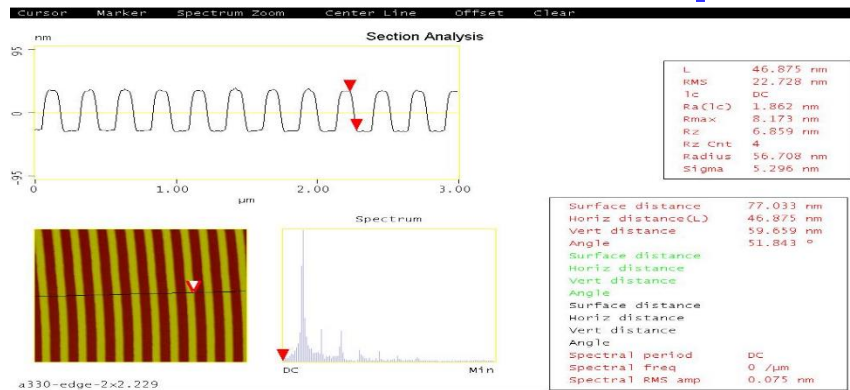 Cursor Marker Spectrum Zoom Center Line Offset Clear
nm Section Analysis
95
0
-95
0 1.00 2.00 3.00
µm
L 46.875 nm
RMS 22.728 nm
lc DC
Ra(lc) 1.862 nm
Rmax 8.173 nm
Rz 6.859 nm
Rz Cnt 4
Radius 56.708 nm
Sigma 5.296 nm
Surface distance 77.033 nm
Horiz distance(L) 46.875 nm
Vert distance 59.659 nm
Angle 51.843 °
Surface distance
Horiz distance
Vert distance
Angle
Surface distance
Horiz distance
Vert distance
Angle
Spectral period DC
Spectral freq 0 /µm
Spectral RMS amp 0.075 nm
Spectrum
DC Min
a330-edge-2x2.229